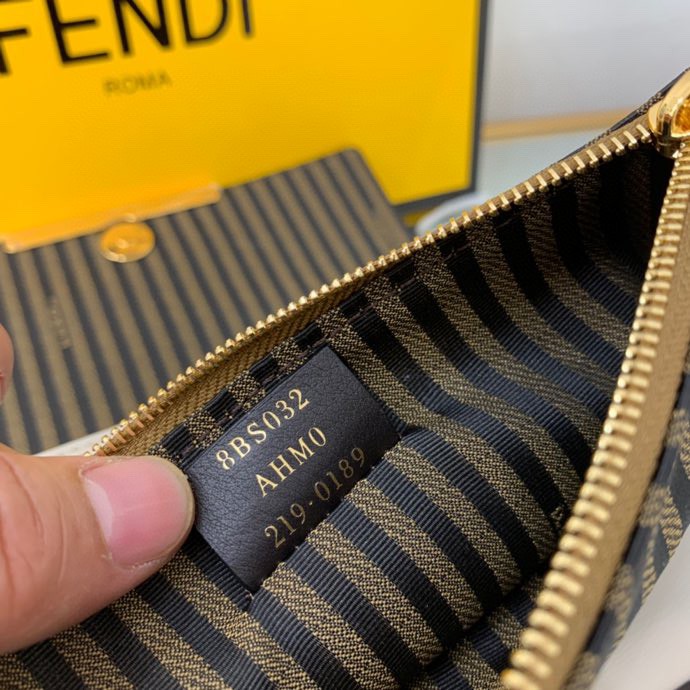 FENDI
ROMA
8BS032
AHM0
219-0189